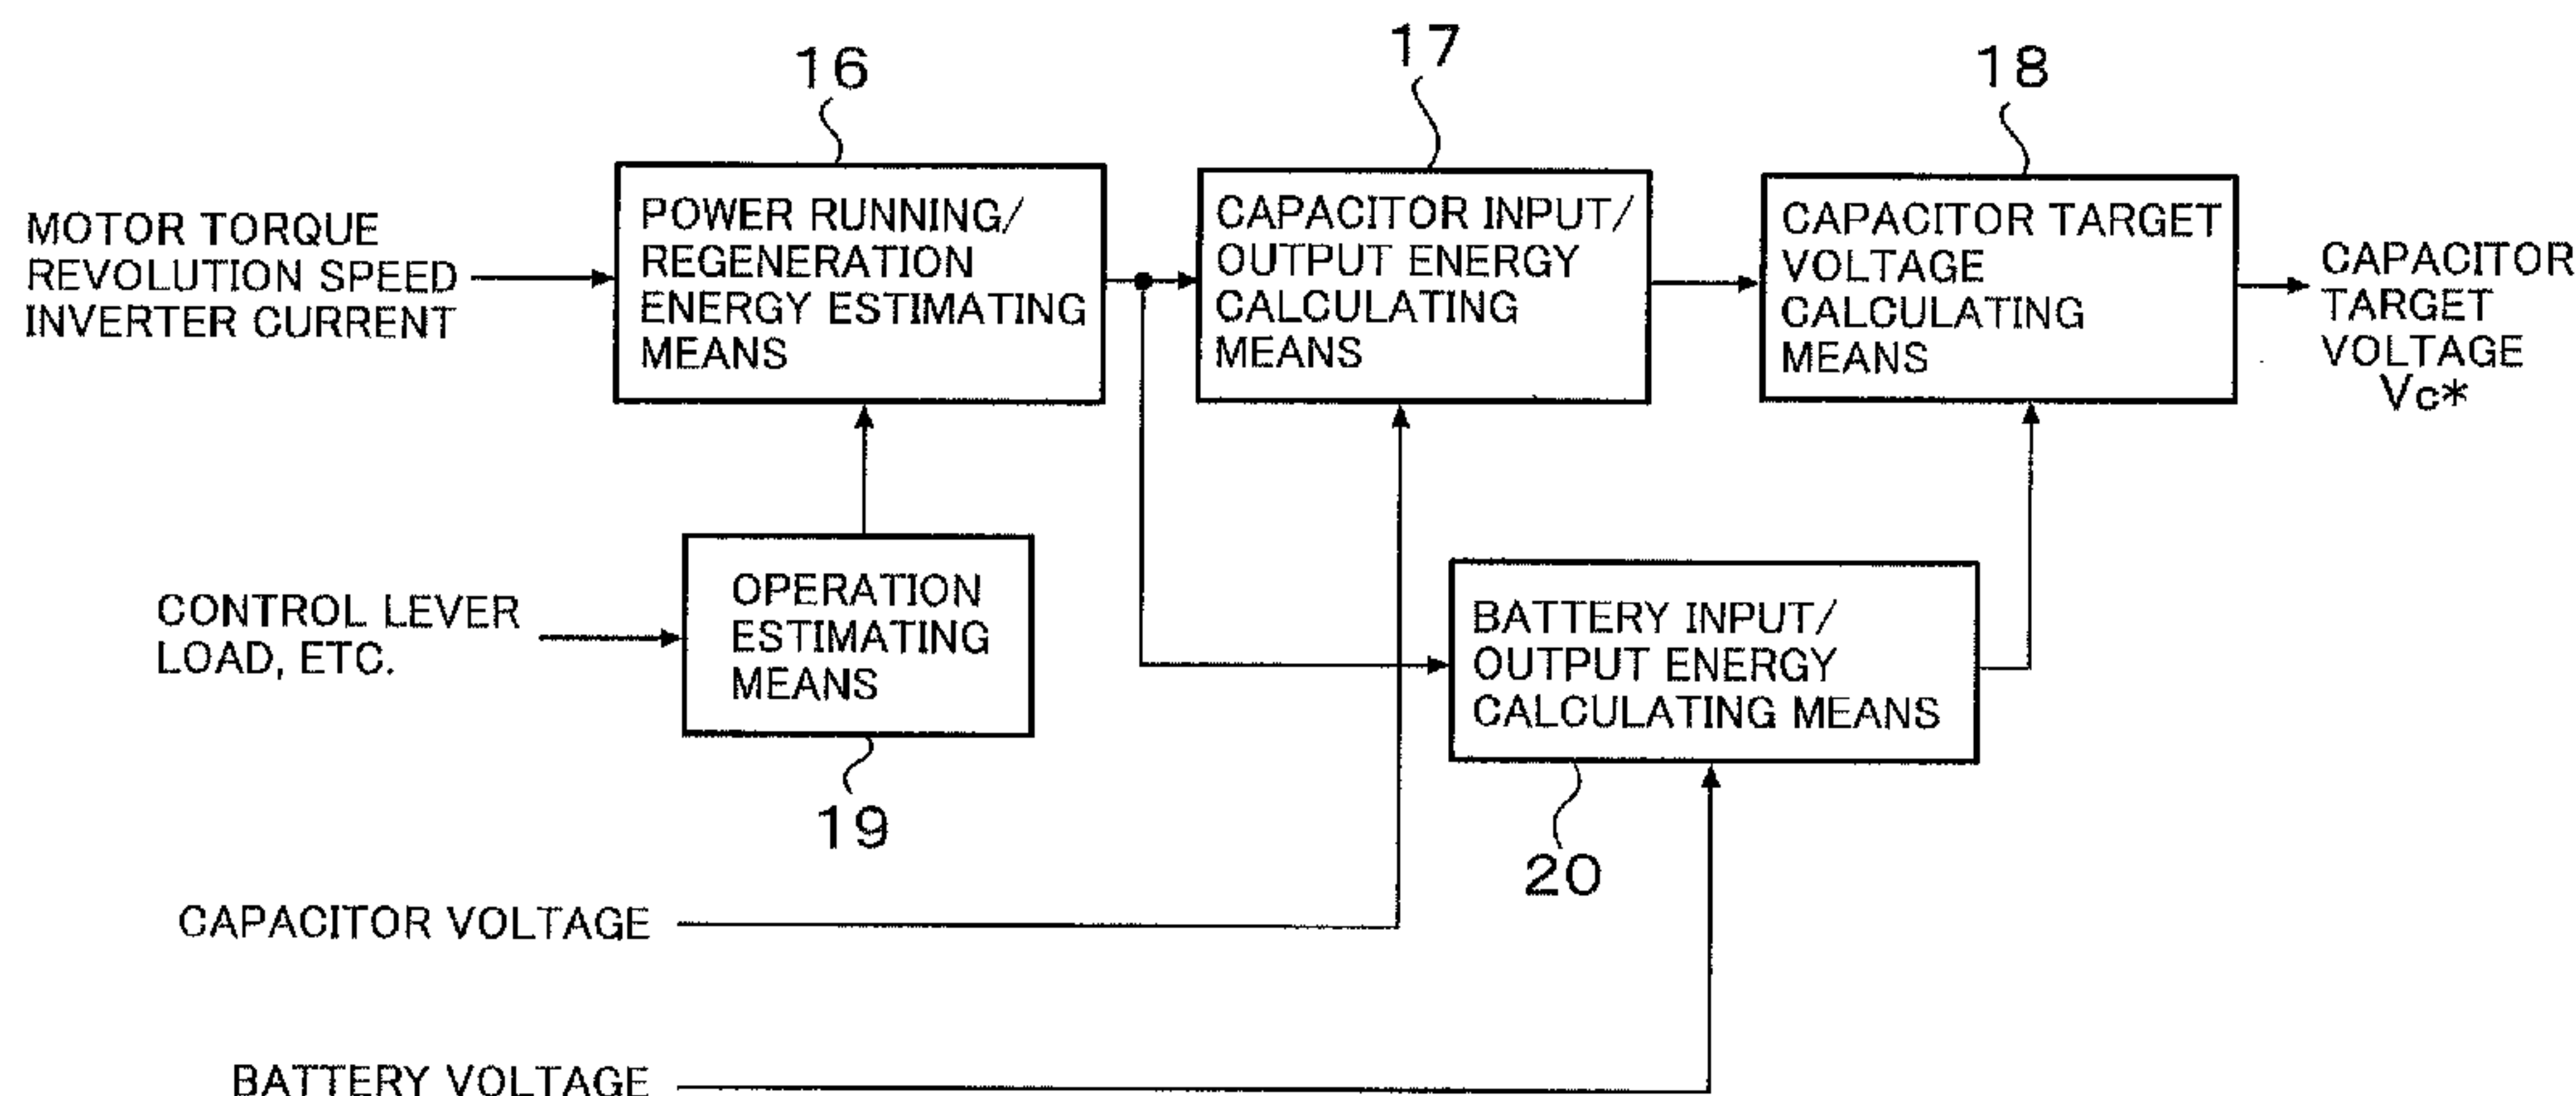 16
17
18
MOTOR TORQUE
REVOLUTION SPEED
INVERTER CURRENT
POWER RUNNING/
REGENERATION
ENERGY ESTIMATING
MEANS
CAPACITOR INPUT/
OUTPUT ENERGY
CALCULATING
MEANS
CAPACITOR TARGET
VOLTAGE
CALCULATING
MEANS
CAPACITOR
TARGET
VOLTAGE
Vc*
CONTROL LEVER
LOAD, ETC.
OPERATION
ESTIMATING
MEANS
BATTERY INPUT/
OUTPUT ENERGY
CALCULATING MEANS
19
20
CAPACITOR VOLTAGE
BATTERY VOLTAGE